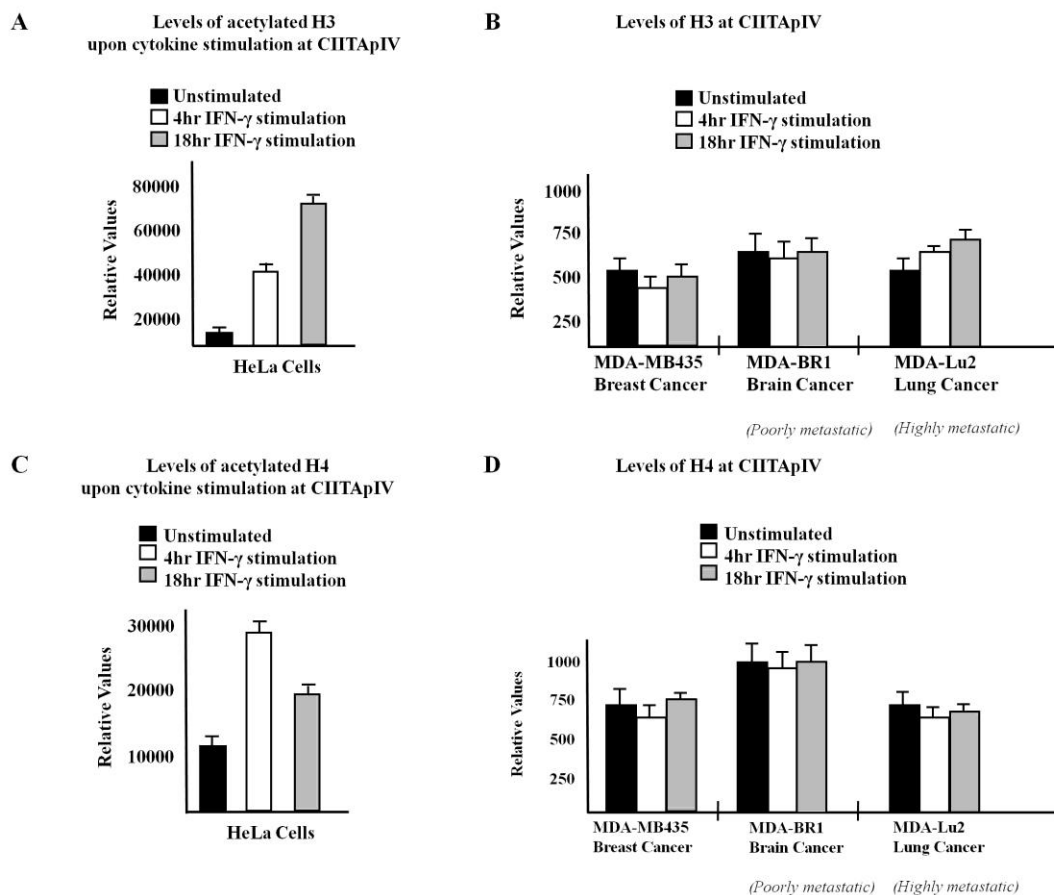 A
Levels of acetylated H3
upon cytokine stimulation at CIITApIV
Unstimulated
4hr IFN-γ stimulation
18hr IFN-γ stimulation
Relative Values
80000
60000
40000
20000
HeLa Cells
B
Levels of H3 at CIITApIV
Unstimulated
4hr IFN-γ stimulation
18hr IFN-γ stimulation
Relative Values
1000
750
500
250
MDA-MB435
Breast Cancer
MDA-BR1
Brain Cancer
(Poorly metastatic)
MDA-Lu2
Lung Cancer
(Highly metastatic)
C
Levels of acetylated H4
upon cytokine stimulation at CIITApIV
Unstimulated
4hr IFN-γ stimulation
18hr IFN-γ stimulation
Relative Values
30000
20000
10000
HeLa Cells
D
Levels of H4 at CIITApIV
Unstimulated
4hr IFN-γ stimulation
18hr IFN-γ stimulation
Relative Values
1000
750
500
250
MDA-MB435
Breast Cancer
MDA-BR1
Brain Cancer
(Poorly metastatic)
MDA-Lu2
Lung Cancer
(Highly metastatic)